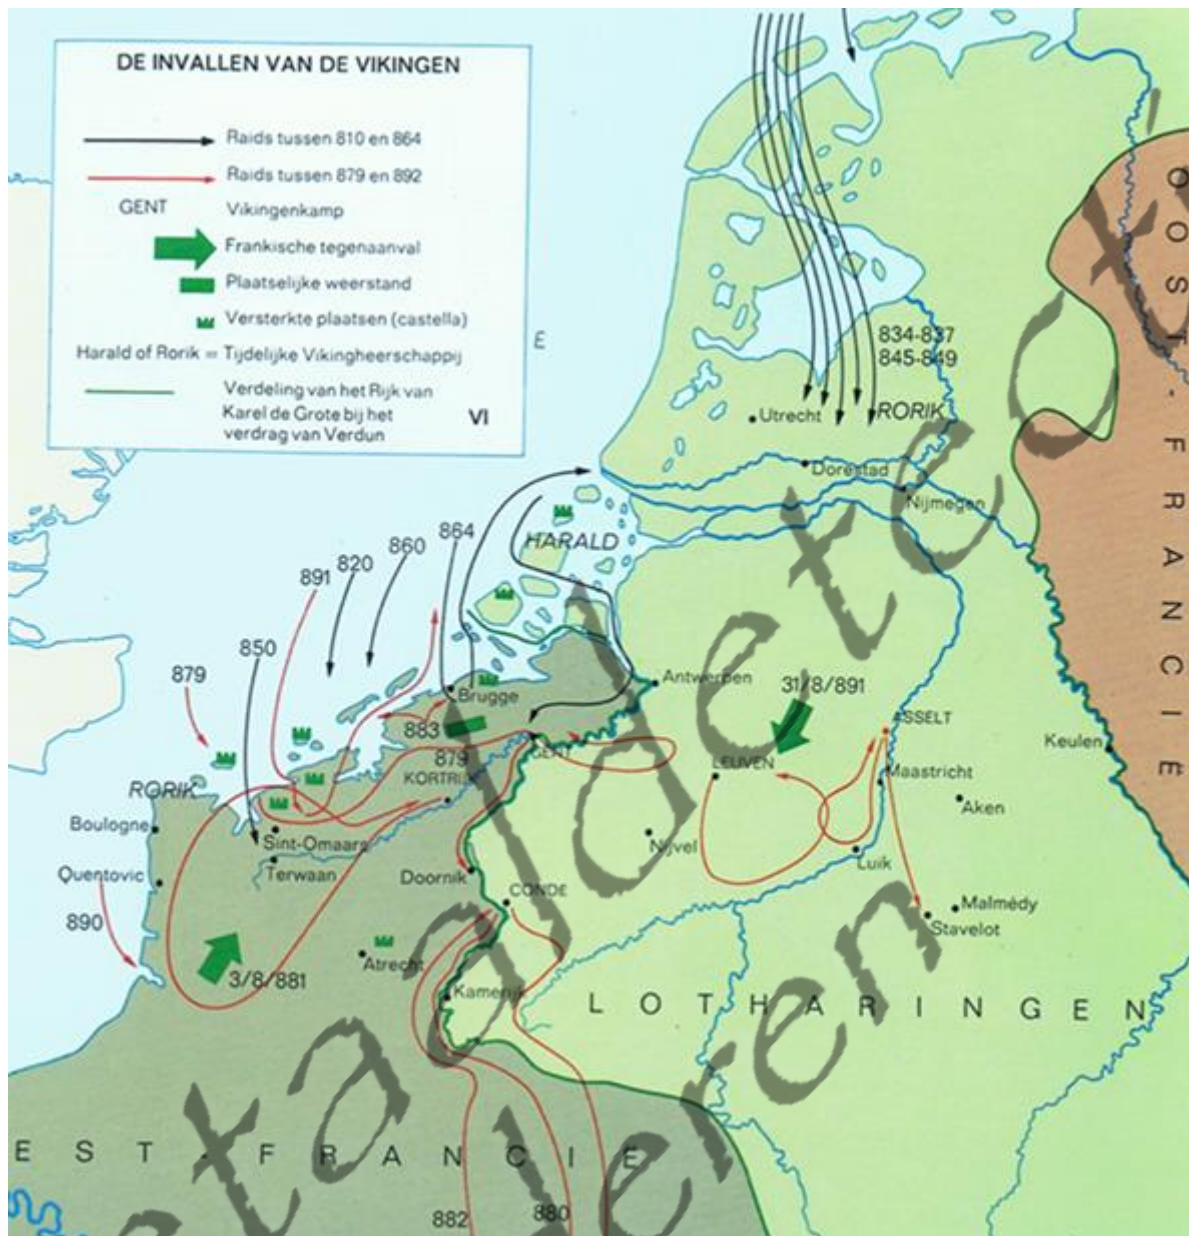 DE INVALLEN VAN DE VIKINGEN
Raids tussen 810 en 864
Raids tussen 879 en 892
GENT Vikingenkamp
Frankische tegenaanval
Plaatselijke weerstand
Versterkte plaatsen (castella)
Harald of Rorik = Tijdelijke Vikingheerschappij
Verdeling van het Rijk van
Karel de Grote bij het
verdrag van Verdun
VI
E
OOST-FRANCIË
834-837
845-849
Utrecht
RORIK
Dorestad
Nijmegen
HARALD
864
860
820
891
850
879
Brugge
Antwerpen
31/8/891
ASSELT
883
879
GENT
KORTRIJK
LEUVEN
Keulen
Maastricht
RORIK
Aken
Boulogne
Sint-Omaars
Nijvel
Luik
Terwaan
Quentovic
Doornik
CONDE
Malmédy
Stavelot
890
Atrecht
3/8/881
Kamerijk
LOTHARINGEN
EST-FRANCIË
882
880